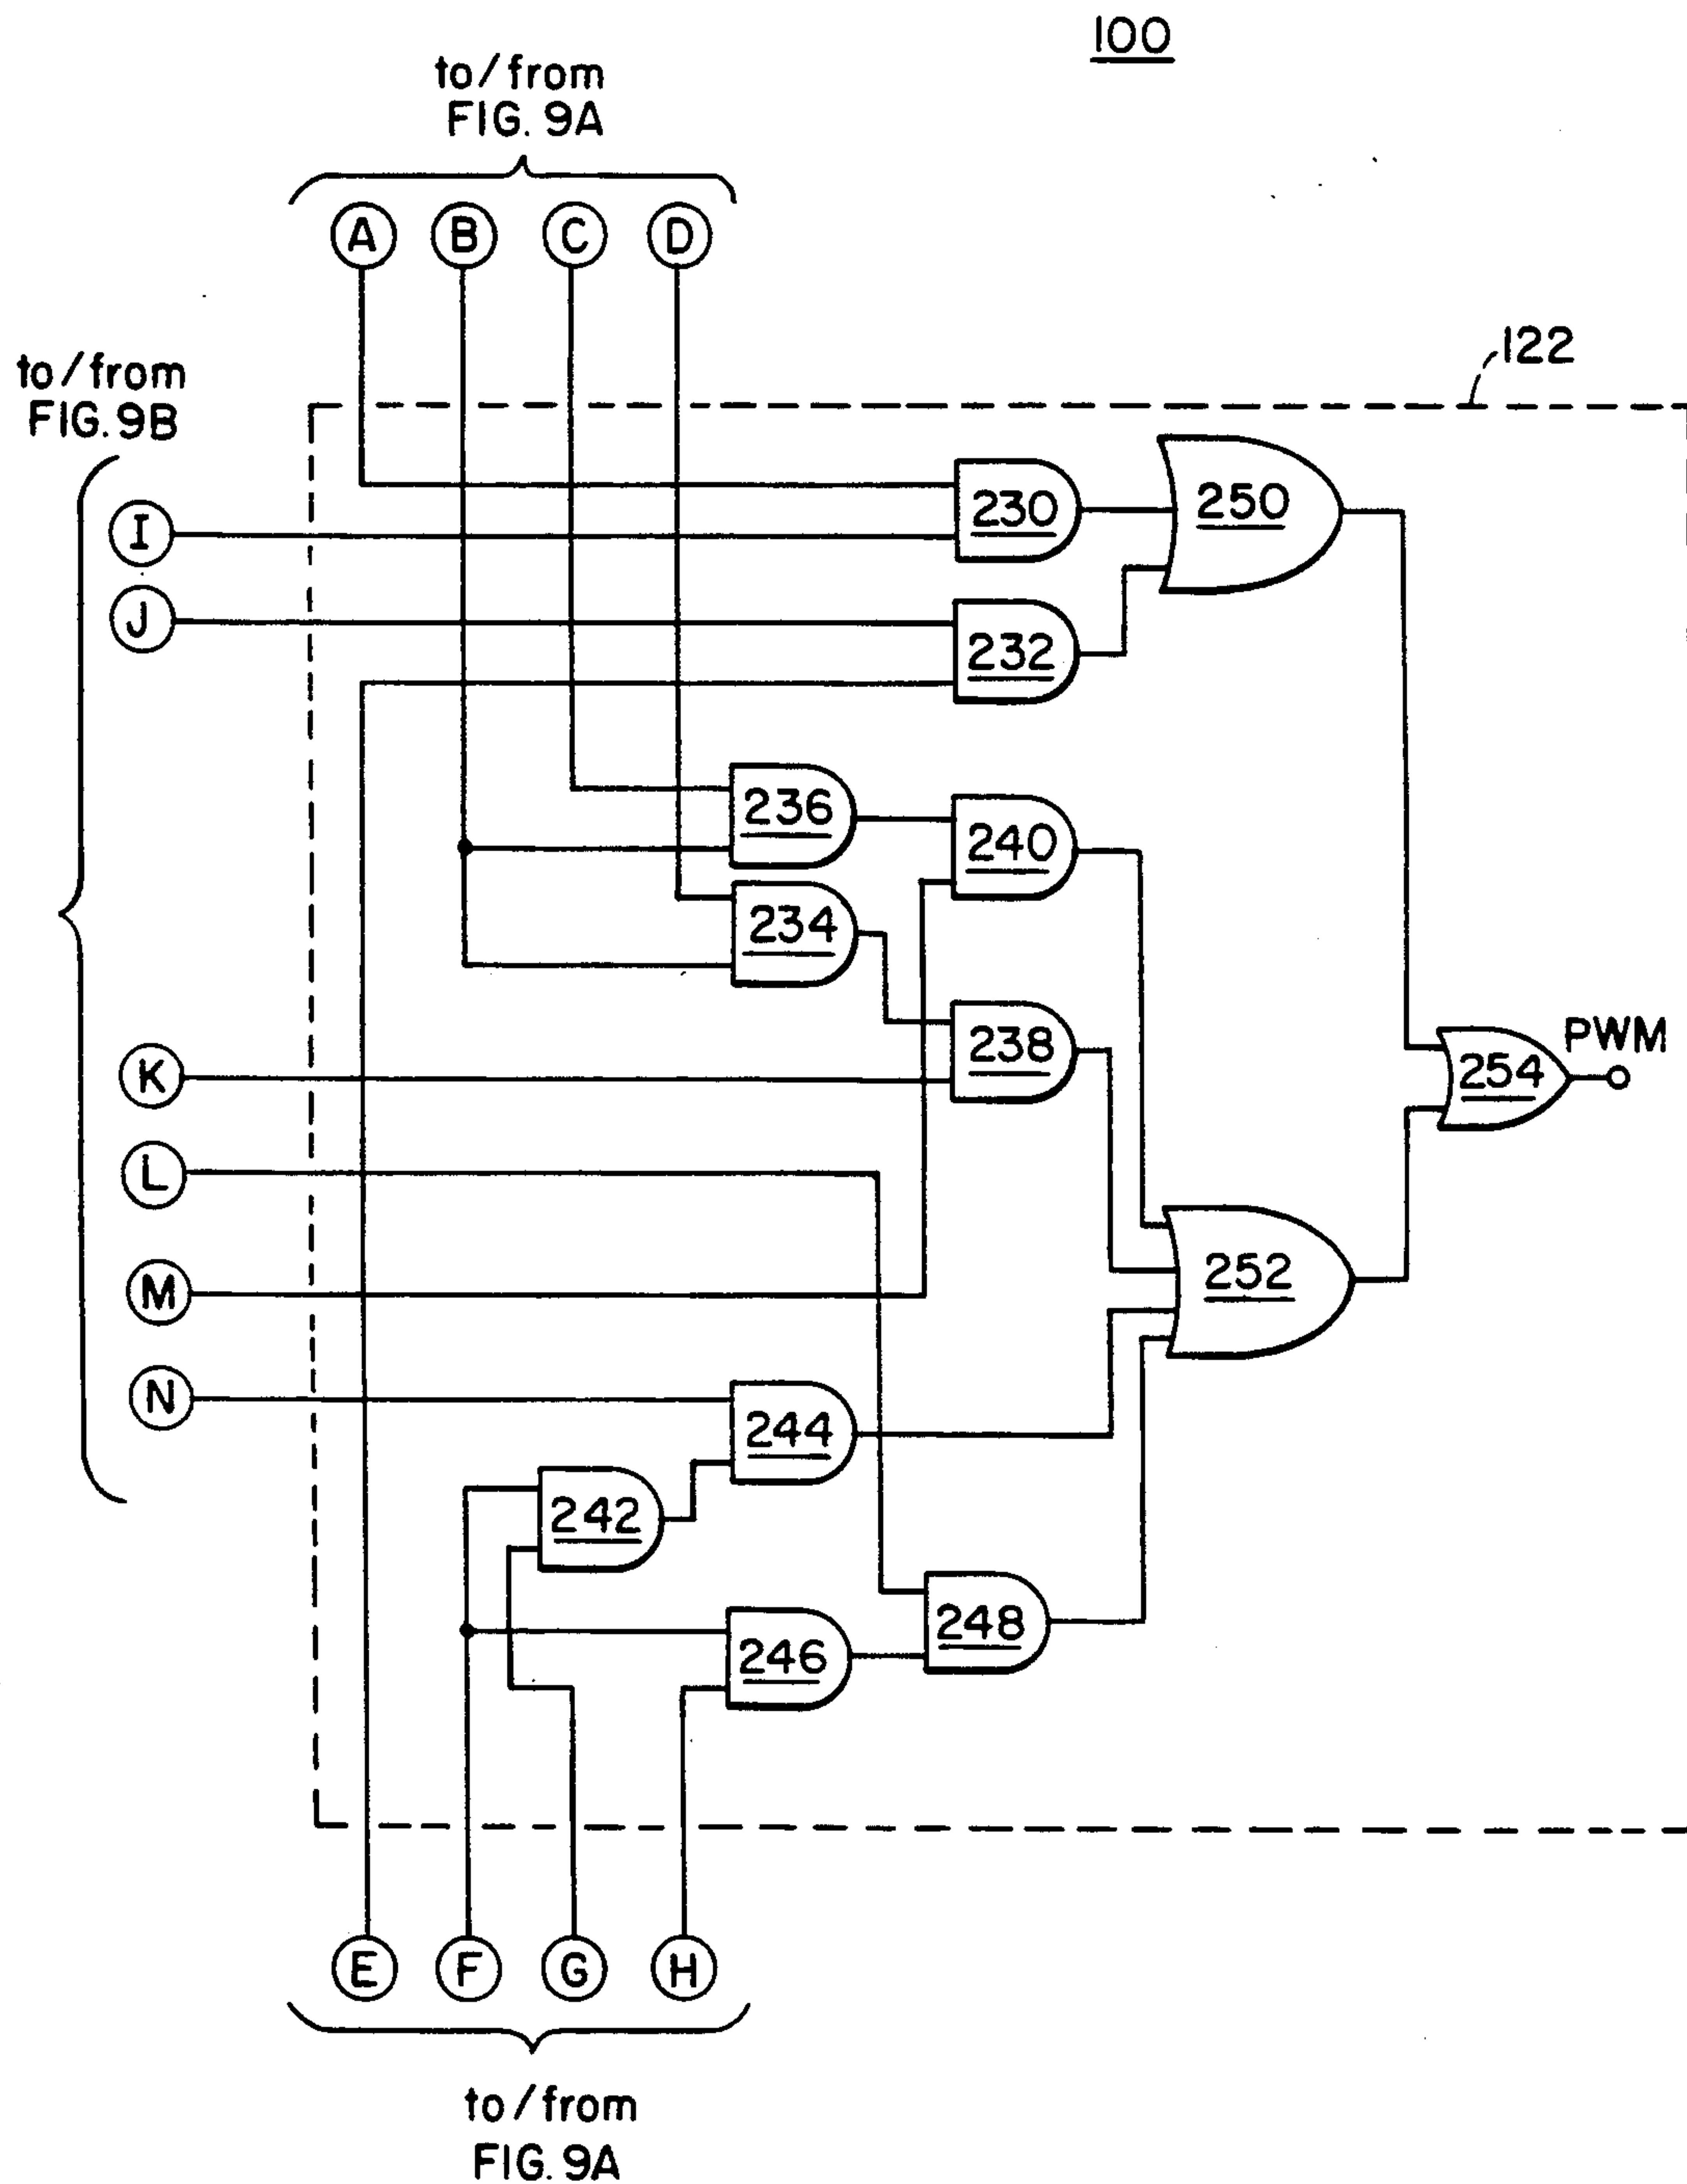 100
to/from
FIG. 9A
A B C D
122
to/from
FIG. 9B
I
230
250
J
232
236
240
234
238
K
PWM
254
L
252
M
N
244
242
248
246
E F G H
to/from
FIG. 9A